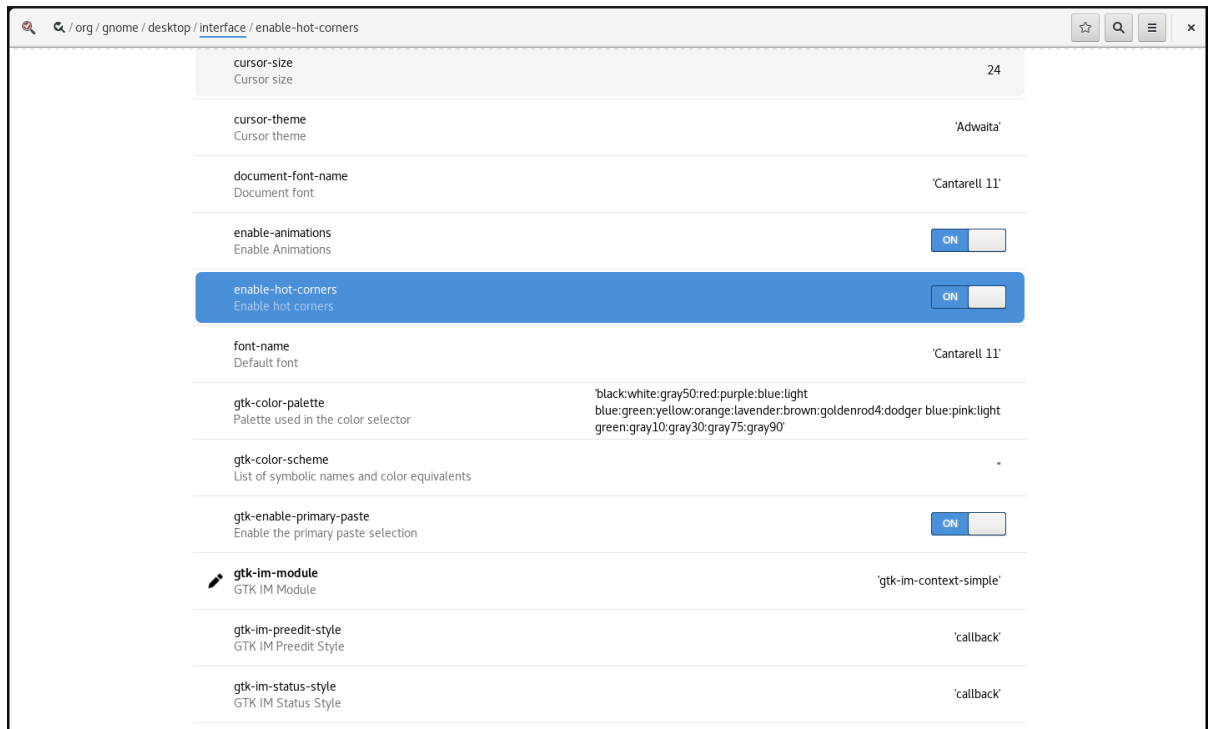 / org / gnome / desktop / interface / enable-hot-corners
cursor-size
Cursor size
24
cursor-theme
Cursor theme
'Adwaita'
document-font-name
Document font
'Cantarell 11'
enable-animations
Enable Animations
ON
enable-hot-corners
Enable hot corners
ON
font-name
Default font
'Cantarell 11'
gtk-color-palette
Palette used in the color selector
'black:white:gray50:red:purple:blue:light
blue:green:yellow:orange:lavender:brown:goldenrod4:dodger blue:pink:light
green:gray10:gray30:gray75:gray90'
gtk-color-scheme
List of symbolic names and color equivalents
''
gtk-enable-primary-paste
Enable the primary paste selection
ON
gtk-im-module
GTK IM Module
'gtk-im-context-simple'
gtk-im-preedit-style
GTK IM Preedit Style
'callback'
gtk-im-status-style
GTK IM Status Style
'callback'